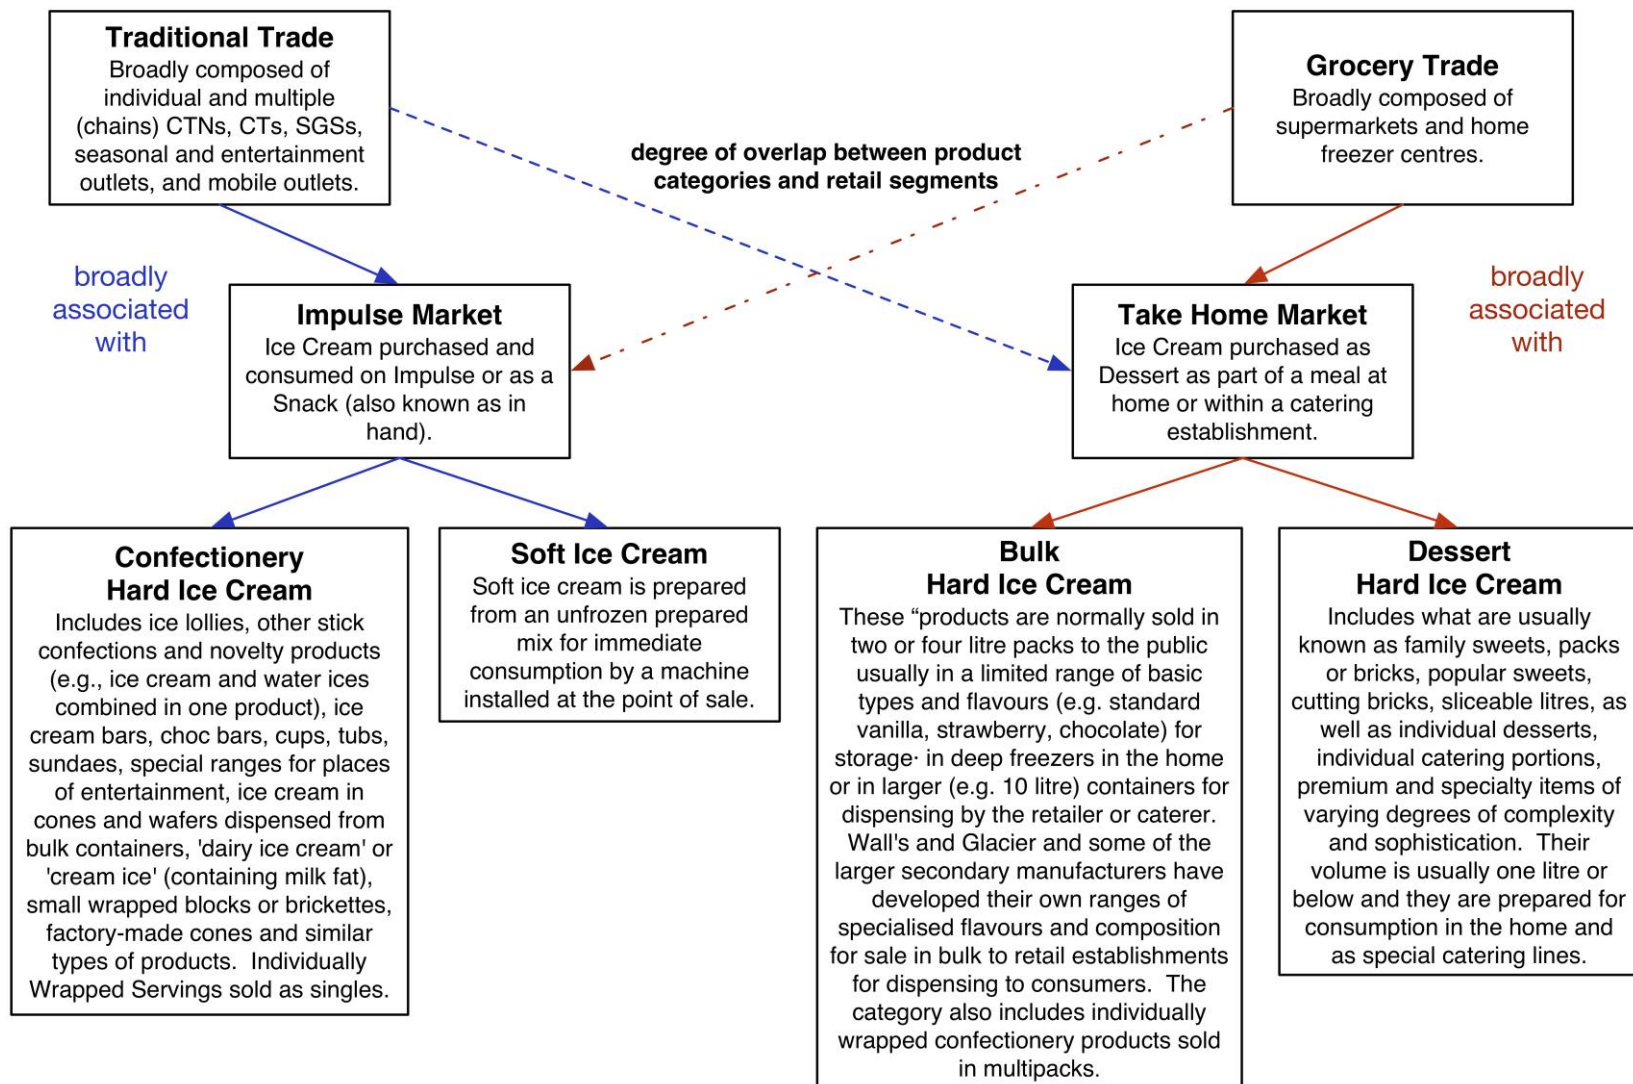 Traditional Trade
Broadly composed of
individual and multiple
(chains) CTNs, CTs, SGSs,
seasonal and entertainment
outlets, and mobile outlets.
Grocery Trade
Broadly composed of
supermarkets and home
freezer centres.
degree of overlap between product
categories and retail segments
broadly
associated
with
broadly
associated
with
Impulse Market
Ice Cream purchased and
consumed on Impulse or as a
Snack (also known as in
hand).
Take Home Market
Ice Cream purchased as
Dessert as part of a meal at
home or within a catering
establishment.
Confectionery
Hard Ice Cream
Includes ice lollies, other stick
confections and novelty products
(e.g., ice cream and water ices
combined in one product), ice
cream bars, choc bars, cups, tubs,
sundaes, special ranges for places
of entertainment, ice cream in
cones and wafers dispensed from
bulk containers, 'dairy ice cream' or
'cream ice' (containing milk fat),
small wrapped blocks or brickettes,
factory-made cones and similar
types of products.  Individually
Wrapped Servings sold as singles.
Soft Ice Cream
Soft ice cream is prepared
from an unfrozen prepared
mix for immediate
consumption by a machine
installed at the point of sale.
Bulk
Hard Ice Cream
These “products are normally sold in
two or four litre packs to the public
usually in a limited range of basic
types and flavours (e.g. standard
vanilla, strawberry, chocolate) for
storage· in deep freezers in the home
or in larger (e.g. 10 litre) containers for
dispensing by the retailer or caterer.
Wall's and Glacier and some of the
larger secondary manufacturers have
developed their own ranges of
specialised flavours and composition
for sale in bulk to retail establishments
for dispensing to consumers.  The
category also includes individually
wrapped confectionery products sold
in multipacks.
Dessert
Hard Ice Cream
Includes what are usually
known as family sweets, packs
or bricks, popular sweets,
cutting bricks, sliceable litres, as
well as individual desserts,
individual catering portions,
premium and specialty items of
varying degrees of complexity
and sophistication.  Their
volume is usually one litre or
below and they are prepared for
consumption in the home and
as special catering lines.